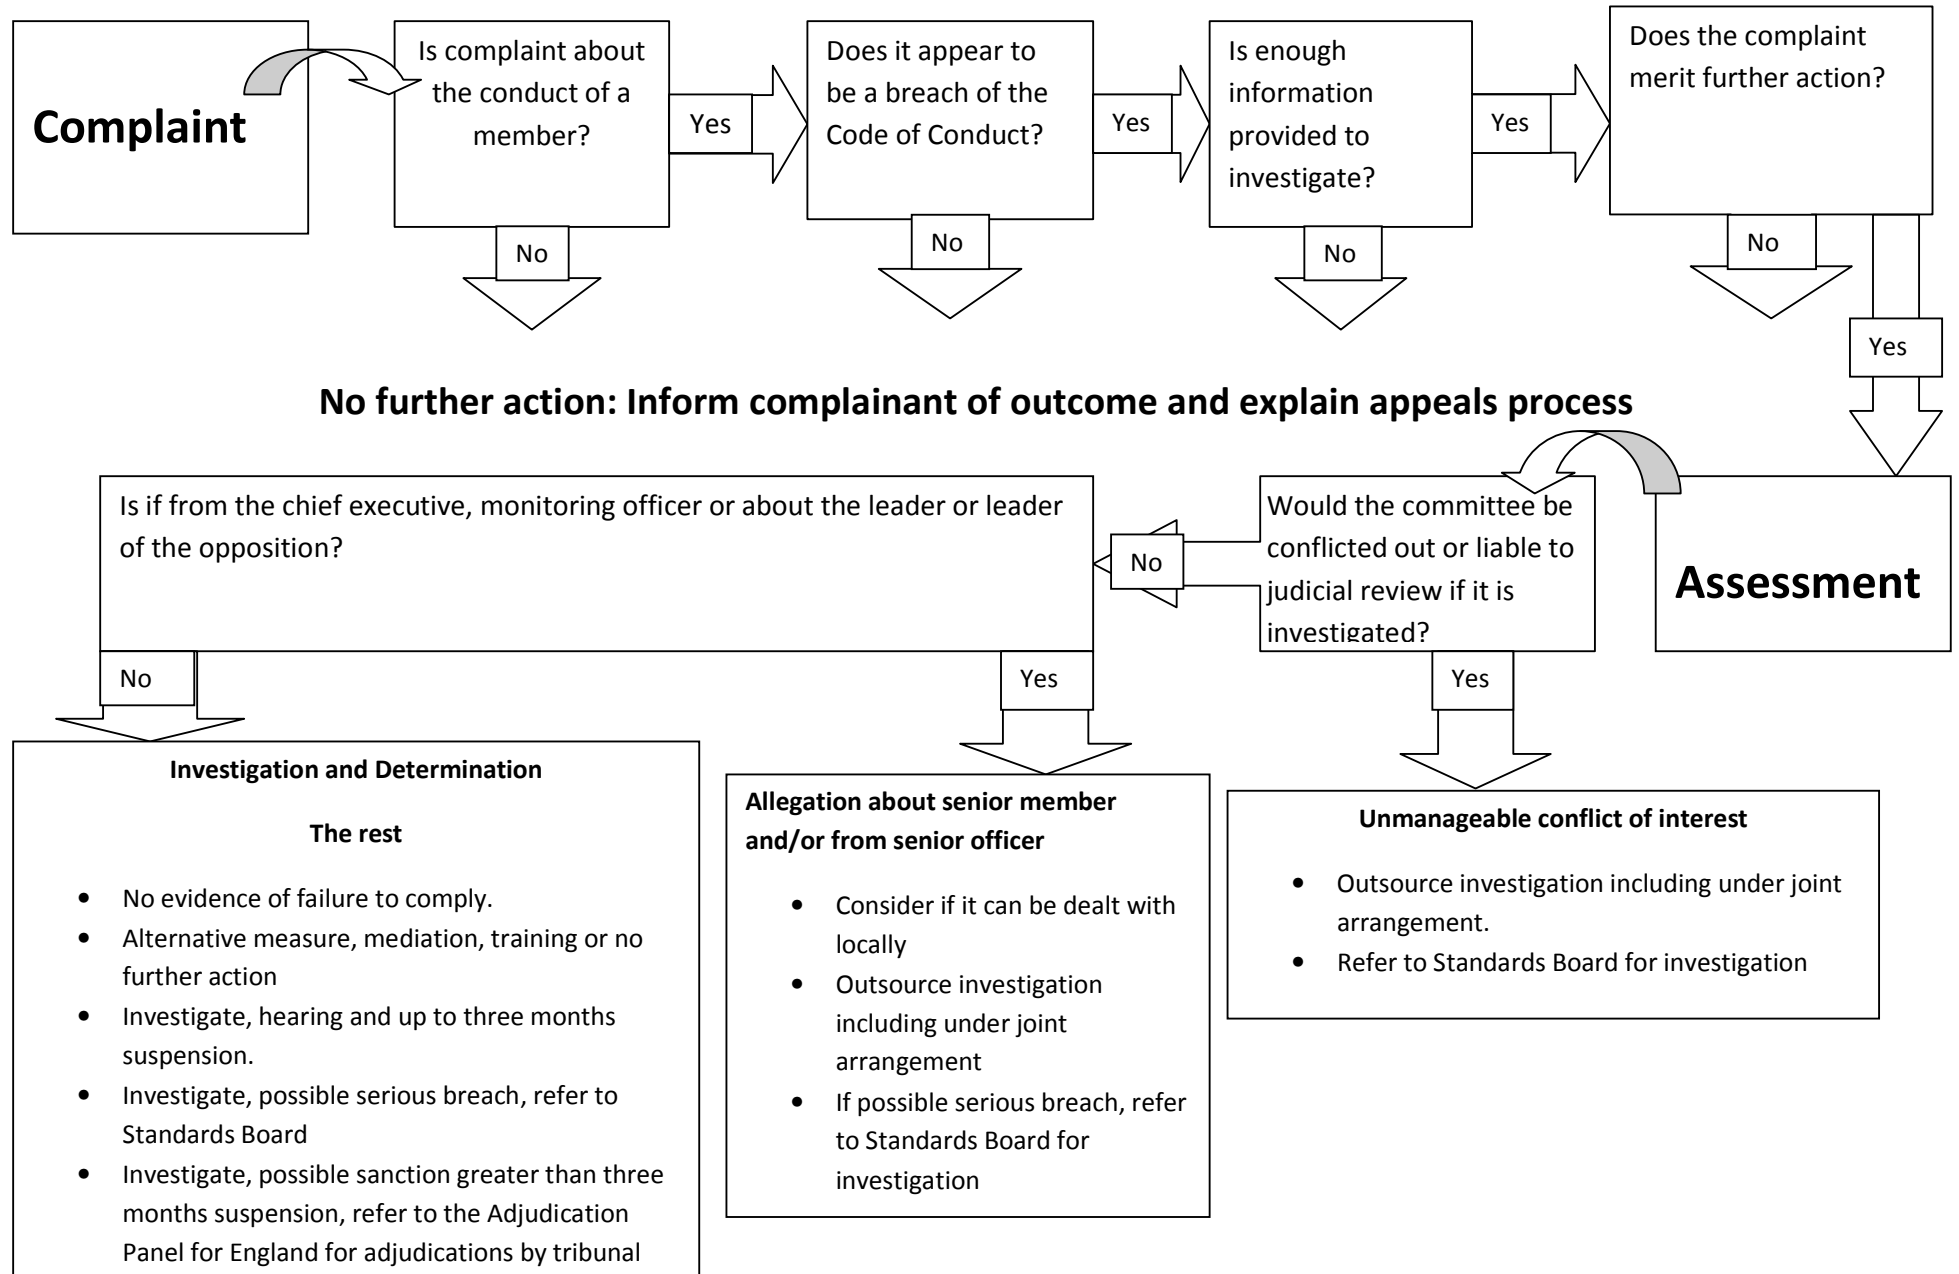 Complaint
Is complaint about
the conduct of a
member?
Yes
Does it appear to
be a breach of the
Code of Conduct?
Yes
Is enough
information
provided to
investigate?
Yes
Does the complaint
merit further action?
No
No
No
No
Yes
No further action: Inform complainant of outcome and explain appeals process
Assessment
Would the committee be
conflicted out or liable to
judicial review if it is
investigated?
No
Is if from the chief executive, monitoring officer or about the leader or leader
of the opposition?
No
Yes
Yes
Investigation and Determination
The rest
• No evidence of failure to comply.
• Alternative measure, mediation, training or no
further action
• Investigate, hearing and up to three months
suspension.
• Investigate, possible serious breach, refer to
Standards Board
• Investigate, possible sanction greater than three
months suspension, refer to the Adjudication
Panel for England for adjudications by tribunal
Allegation about senior member
and/or from senior officer
• Consider if it can be dealt with
locally
• Outsource investigation
including under joint
arrangement
• If possible serious breach, refer
to Standards Board for
investigation
Unmanageable conflict of interest
• Outsource investigation including under joint
arrangement.
• Refer to Standards Board for investigation